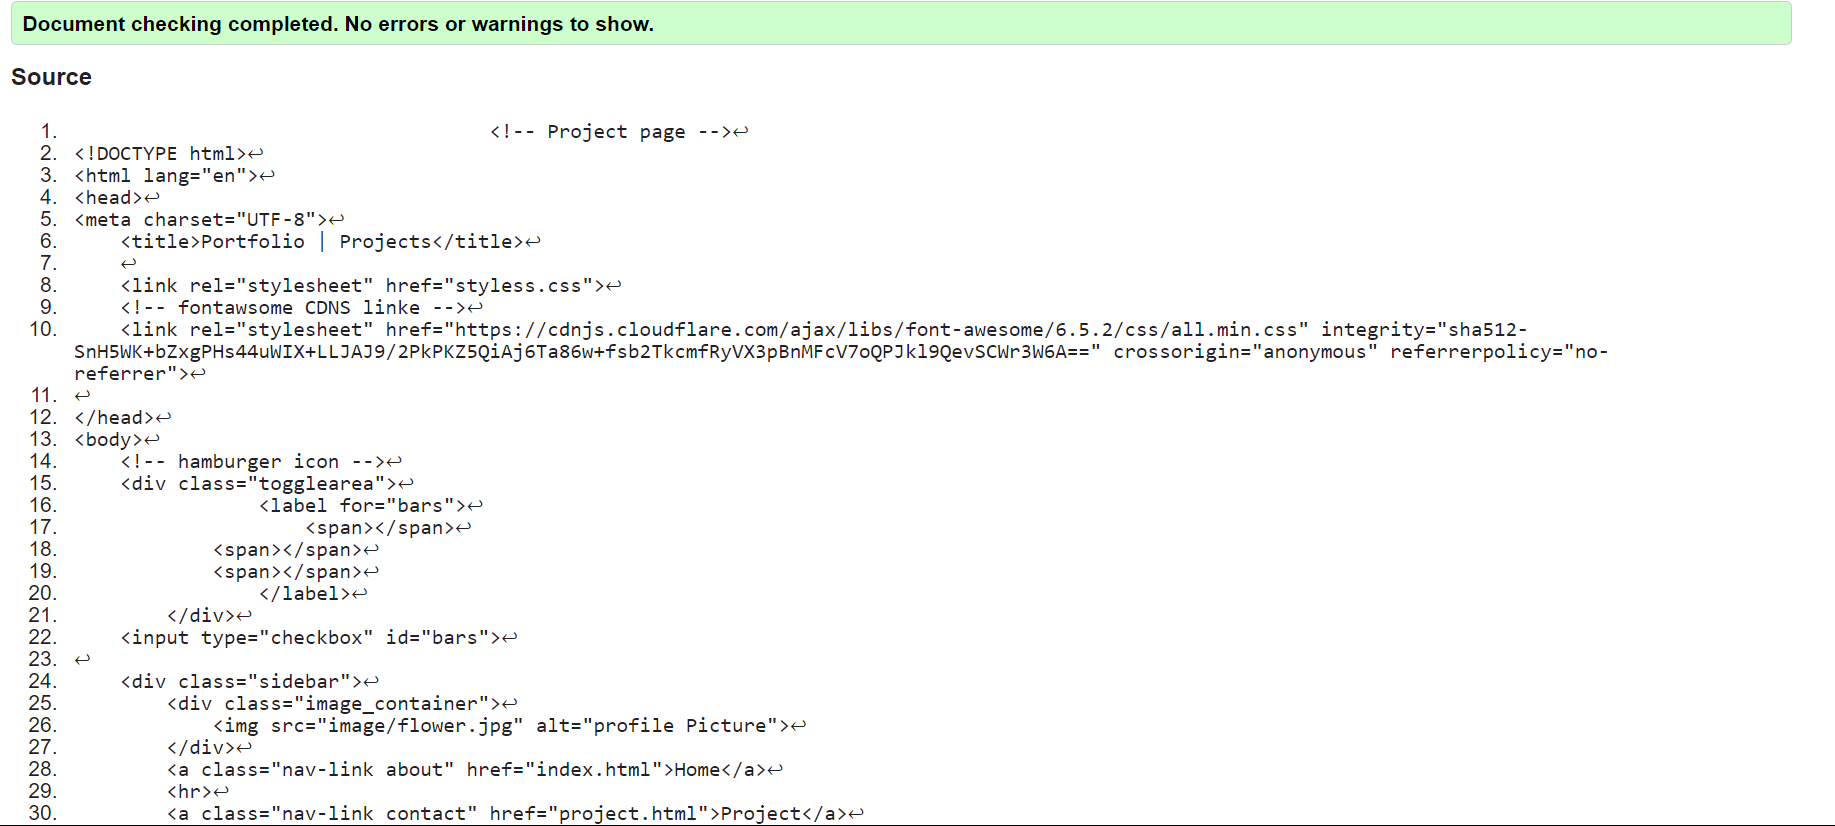 Document checking completed. No errors or warnings to show.
Source
1. <!-- Project page -->↩
2. <!DOCTYPE html>↩
3. <html lang="en">↩
4. <head>↩
5. <meta charset="UTF-8">↩
6. <title>Portfolio | Projects</title>↩
7. ↩
8. <link rel="stylesheet" href="styless.css">↩
9. <!-- fontawsome CDNS linke -->↩
10. <link rel="stylesheet" href="https://cdnjs.cloudflare.com/ajax/libs/font-awesome/6.5.2/css/all.min.css" integrity="sha512-
SnH5WK+bZxgPHs44uWIX+LLJAJ9/2PkPKZ5QiAj6Ta86w+fsb2TkcmfRyVX3pBnMFcV7oQPJkl9QevSCWr3W6A==" crossorigin="anonymous" referrerpolicy="no-
referrer">↩
11. ↩
12. </head>↩
13. <body>↩
14. <!-- hamburger icon -->↩
15. <div class="togglearea">↩
16. <label for="bars">↩
17. <span></span>↩
18. <span></span>↩
19. <span></span>↩
20. </label>↩
21. </div>↩
22. <input type="checkbox" id="bars">↩
23. ↩
24. <div class="sidebar">↩
25. <div class="image_container">↩
26. <img src="image/flower.jpg" alt="profile Picture">↩
27. </div>↩
28. <a class="nav-link about" href="index.html">Home</a>↩
29. <hr>↩
30. <a class="nav-link contact" href="project.html">Project</a>↩